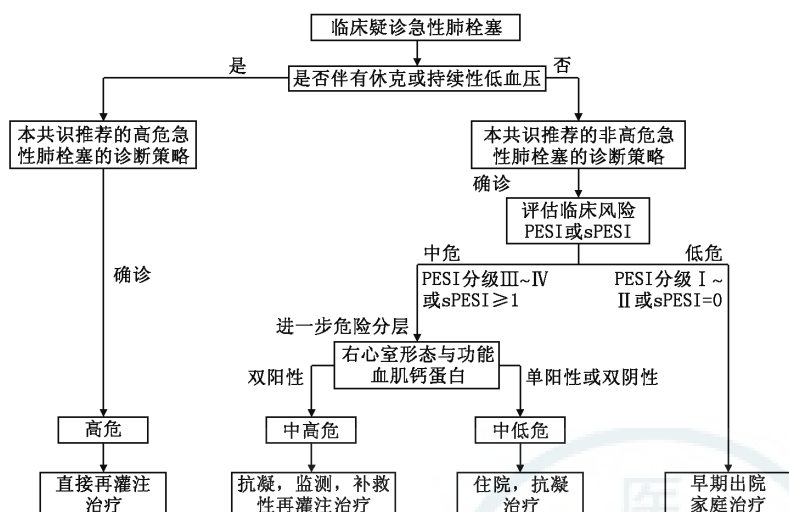 临床疑诊急性肺栓塞
是
是否伴有休克或持续性低血压
否
本共识推荐的高危急
性肺栓塞的诊断策略
本共识推荐的非高危急
性肺栓塞的诊断策略
确诊
评估临床风险
PESI或sPESI
中危
低危
确诊
PESI分级Ⅲ~Ⅳ
或sPESI≥1
PESI分级Ⅰ~
Ⅱ或sPESI=0
进一步危险分层
右心室形态与功能
血肌钙蛋白
双阳性
单阳性或双阴性
高危
中高危
中低危
直接再灌注
治疗
抗凝，监测，补救
性再灌注治疗
住院，抗凝
治疗
早期出院
家庭治疗
医